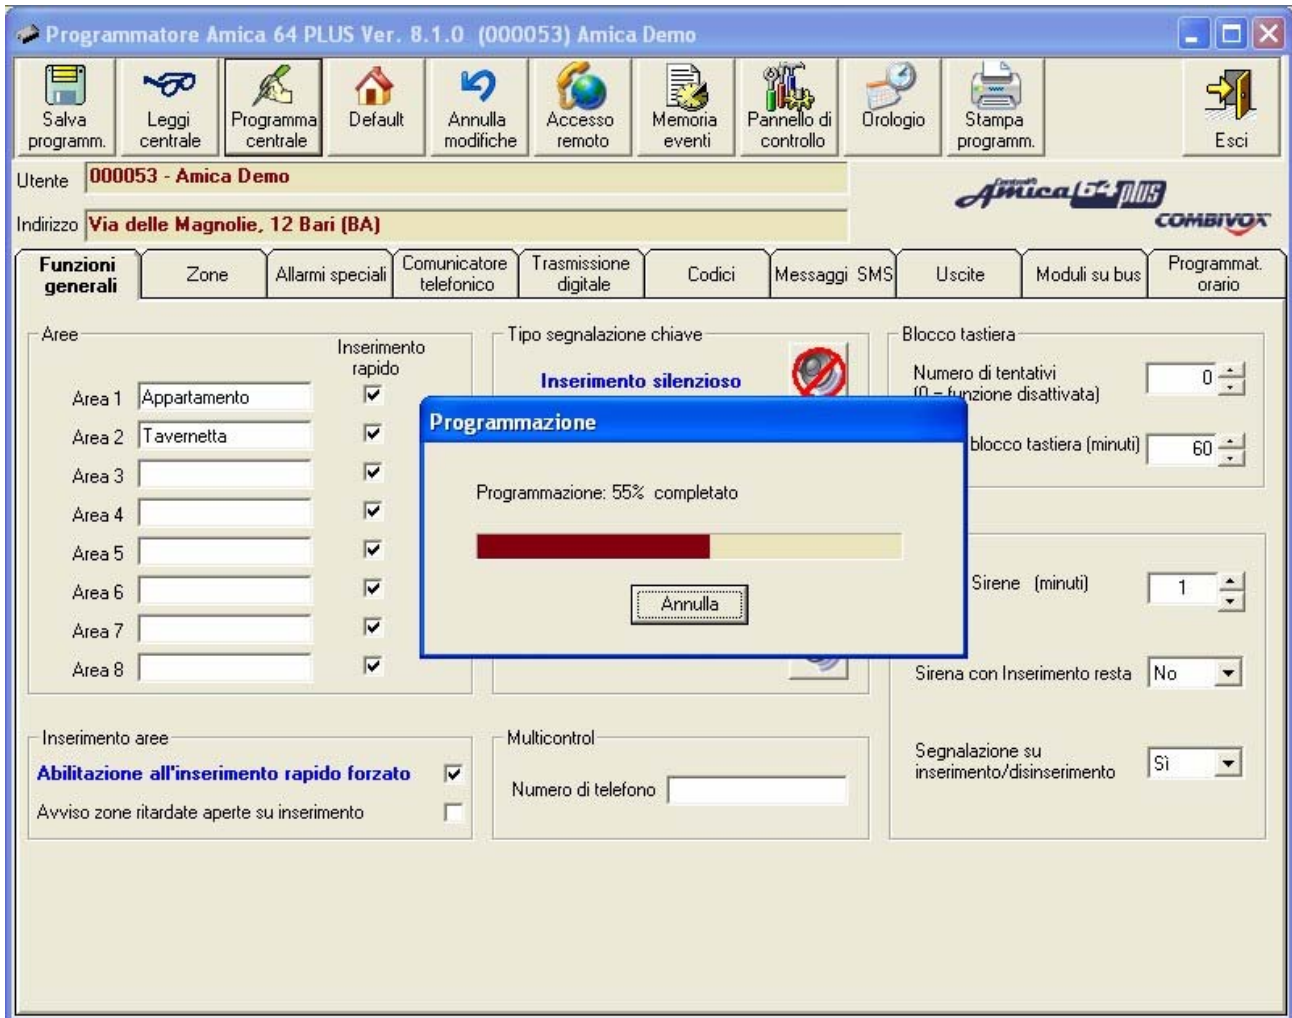 Programmatore Amica 64 PLUS Ver. 8.1.0 (000053) Amica Demo
Salva programm.
Leggi centrale
Programma centrale
Default
Annulla modifiche
Accesso remoto
Memoria eventi
Pannello di controllo
Orologio
Stampa programm.
Esci
Utente 000053 - Amica Demo
Indirizzo Via delle Magnolie, 12 Bari (BA)
Amica 64 PLUS
COMBIVOX
Funzioni generali
Zone
Allarmi speciali
Comunicatore telefonico
Trasmissione digitale
Codici
Messaggi SMS
Uscite
Moduli su bus
Programmat. orario
Aree
Inserimento rapido
Area 1 Appartamento
Area 2 Tavernetta
Area 3
Area 4
Area 5
Area 6
Area 7
Area 8
Tipo segnalazione chiave
Inserimento silenzioso
Blocco tastiera
Numero di tentativi 0
(0 = funzione disattivata)
blocco tastiera (minuti) 60
Programmazione
Programmazione: 55% completato
Annulla
Sirene (minuti) 1
Sirena con Inserimento resta No
Segnalazione su
inserimento/disinserimento Sì
Inserimento aree
Abilitazione all'inserimento rapido forzato
Avviso zone ritardate aperte su inserimento
Multicontrol
Numero di telefono